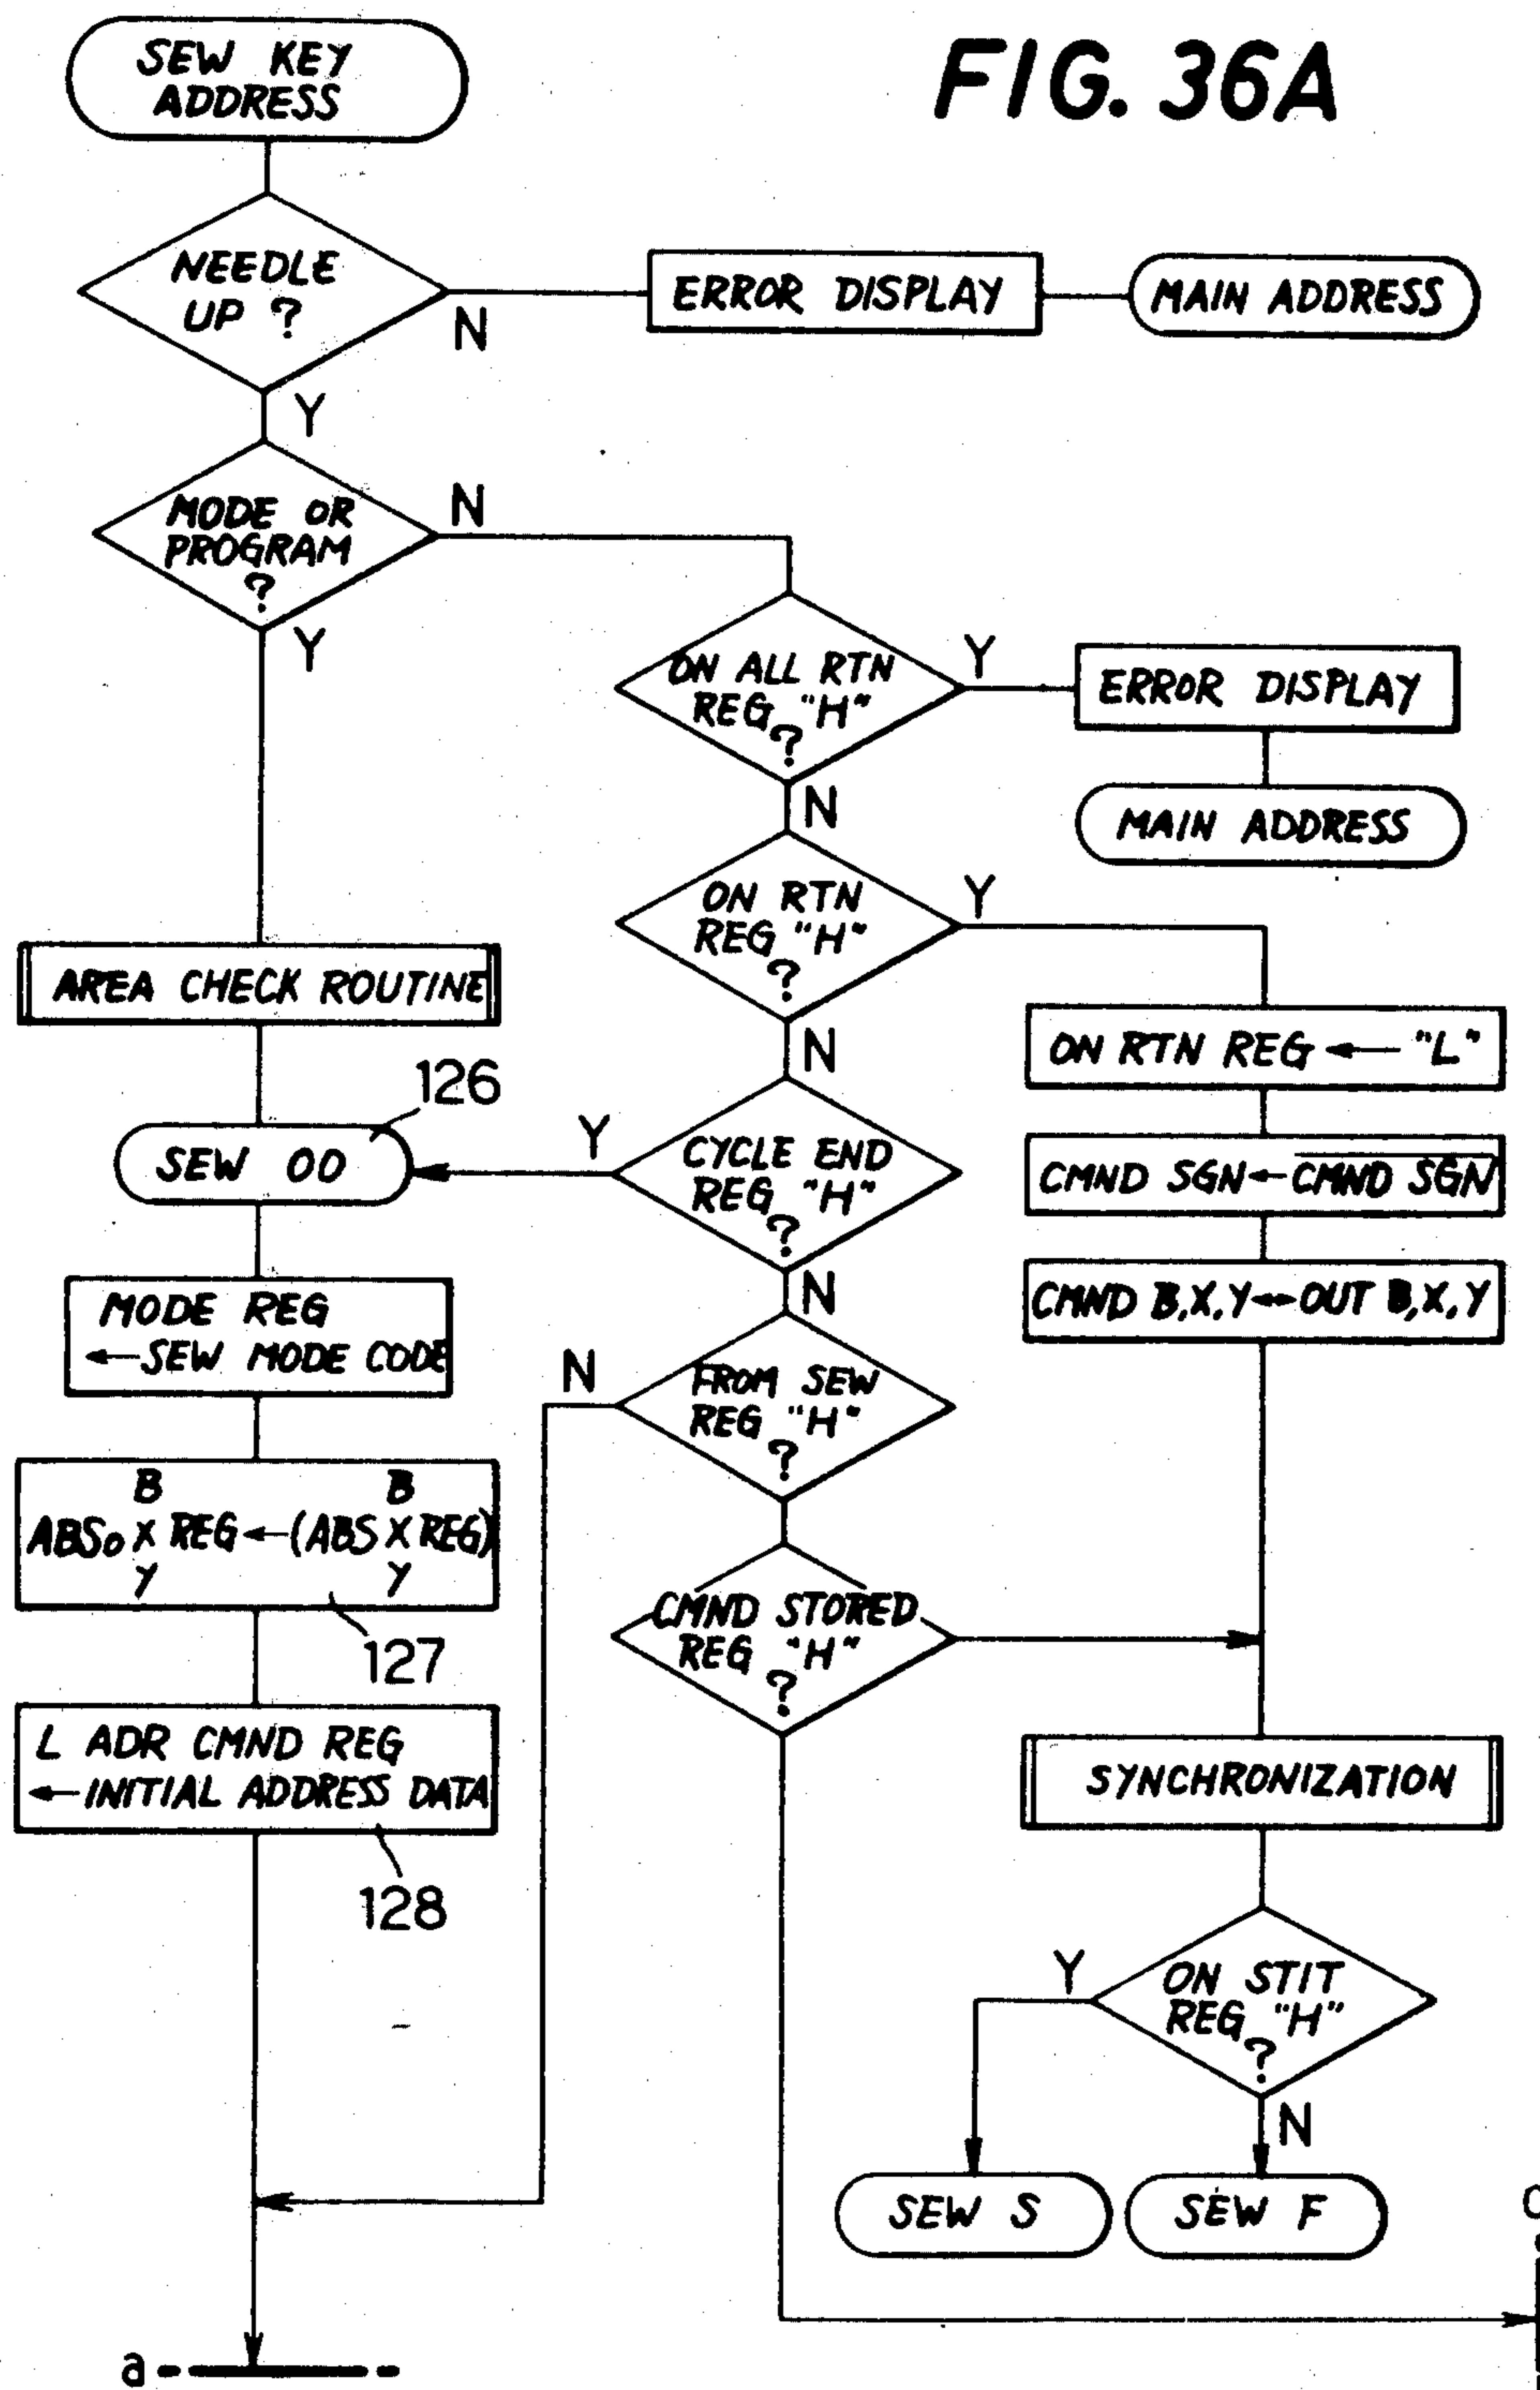 FIG. 36A
SEW KEY
ADDRESS
NEEDLE
UP ?
N
ERROR DISPLAY
MAIN ADDRESS
Y
MODE OR
PROGRAM
?
N
Y
ON ALL RTN
REG "H"
?
Y
ERROR DISPLAY
MAIN ADDRESS
N
ON RTN
REG "H"
?
Y
N
AREA CHECK ROUTINE
ON RTN REG ← "L"
126
SEW 00
Y
CYCLE END
REG "H"
?
N
CMND SGN←CMND SGN
CMND B,X,Y↔OUT B,X,Y
MODE REG
←SEW MODE CODE
N
FROM SEW
REG "H"
?
B B
ABS0 X REG←(ABS X REG)
Y Y
127
CMND STORED
REG "H"
?
L ADR CMND REG
←INITIAL ADDRESS DATA
128
SYNCHRONIZATION
Y
ON STIT
REG "H"
?
N
SEW S
SEW F
a